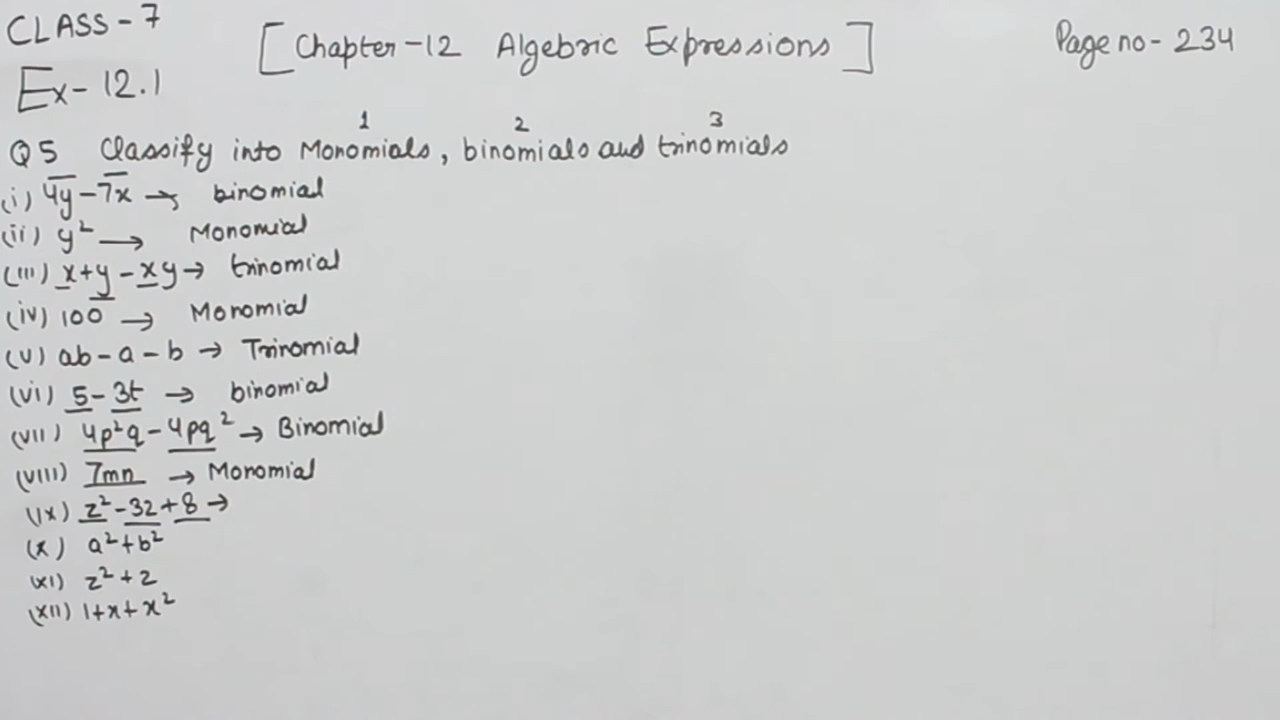 CLASS - 7
[Chapter-12 Algebric Expressions]
Page no - 234
Ex- 12.1
1 2 3
Q5 Classify into Monomials, binomials and trinomials
(i) 4y - 7x → binomial
(ii) y² → Monomial
(iii) x+y - xy → trinomial
(iv) 100 → Monomial
(v) ab - a - b → Trinomial
(vi) 5 - 3t → binomial
(vii) 4p²q - 4pq² → Binomial
(viii) 7mn → Monomial
(ix) z² - 3z + 8 →
(x) a² + b²
(xi) z² + z
(xii) 1 + x + x²